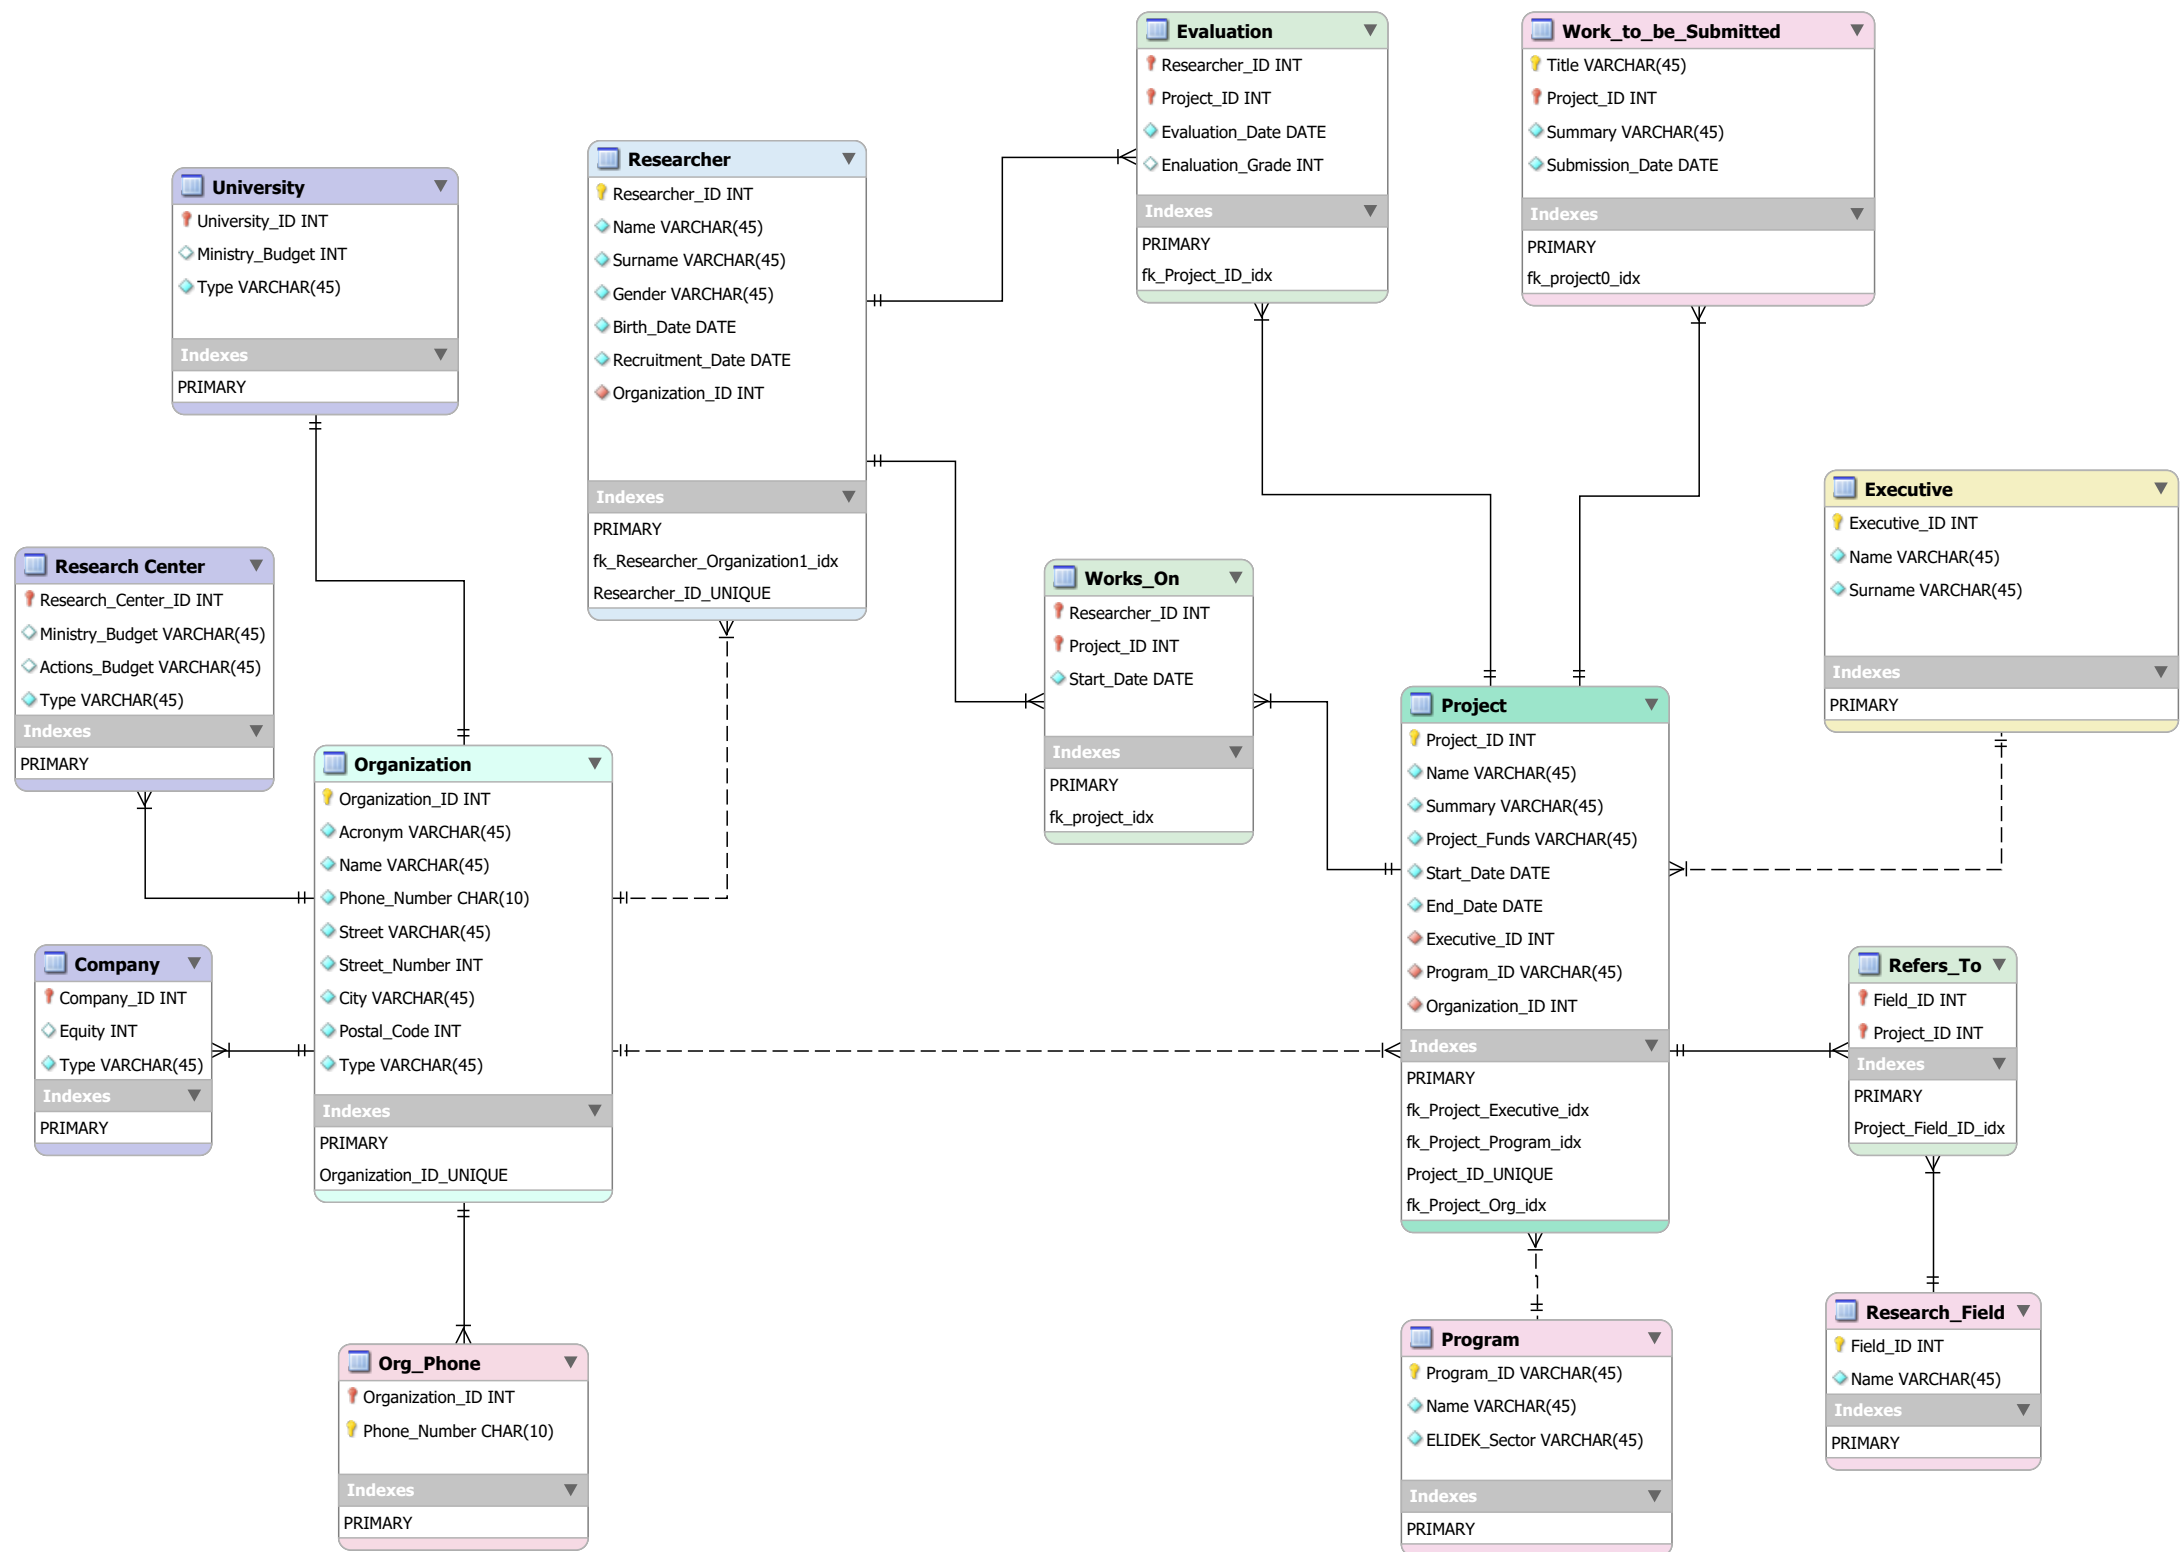 Evaluation
Researcher_ID INT
Project_ID INT
Evaluation_Date DATE
Enaluation_Grade INT
Indexes
PRIMARY
fk_Project_ID_idx
Work_to_be_Submitted
Title VARCHAR(45)
Project_ID INT
Summary VARCHAR(45)
Submission_Date DATE
Indexes
PRIMARY
fk_project0_idx
Researcher
Researcher_ID INT
Name VARCHAR(45)
Surname VARCHAR(45)
Gender VARCHAR(45)
Birth_Date DATE
Recruitment_Date DATE
Organization_ID INT
Indexes
PRIMARY
fk_Researcher_Organization1_idx
Researcher_ID_UNIQUE
University
University_ID INT
Ministry_Budget INT
Type VARCHAR(45)
Indexes
PRIMARY
Executive
Executive_ID INT
Name VARCHAR(45)
Surname VARCHAR(45)
Indexes
PRIMARY
Research Center
Research_Center_ID INT
Ministry_Budget VARCHAR(45)
Actions_Budget VARCHAR(45)
Type VARCHAR(45)
Indexes
PRIMARY
Works_On
Researcher_ID INT
Project_ID INT
Start_Date DATE
Indexes
PRIMARY
fk_project_idx
Project
Project_ID INT
Name VARCHAR(45)
Summary VARCHAR(45)
Project_Funds VARCHAR(45)
Start_Date DATE
End_Date DATE
Executive_ID INT
Program_ID VARCHAR(45)
Organization_ID INT
Indexes
PRIMARY
fk_Project_Executive_idx
fk_Project_Program_idx
Project_ID_UNIQUE
fk_Project_Org_idx
Organization
Organization_ID INT
Acronym VARCHAR(45)
Name VARCHAR(45)
Phone_Number CHAR(10)
Street VARCHAR(45)
Street_Number INT
City VARCHAR(45)
Postal_Code INT
Type VARCHAR(45)
Indexes
PRIMARY
Organization_ID_UNIQUE
Company
Company_ID INT
Equity INT
Type VARCHAR(45)
Indexes
PRIMARY
Refers_To
Field_ID INT
Project_ID INT
Indexes
PRIMARY
Project_Field_ID_idx
Research_Field
Field_ID INT
Name VARCHAR(45)
Indexes
PRIMARY
Program
Program_ID VARCHAR(45)
Name VARCHAR(45)
ELIDEK_Sector VARCHAR(45)
Indexes
PRIMARY
Org_Phone
Organization_ID INT
Phone_Number CHAR(10)
Indexes
PRIMARY